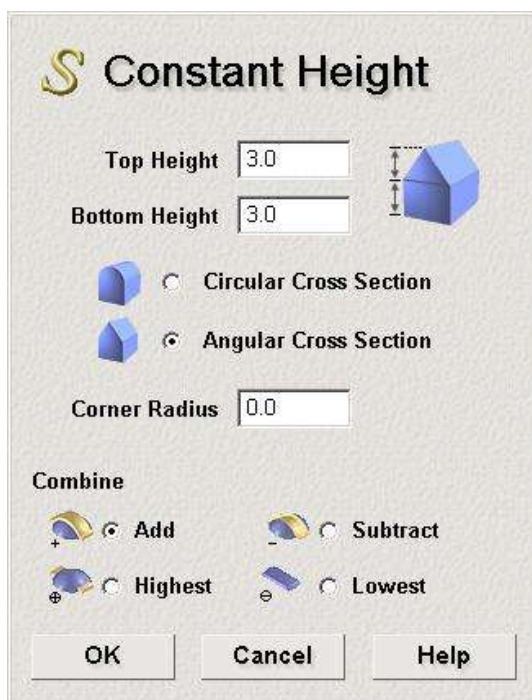 S Constant Height
Top Height 3.0
Bottom Height 3.0
Circular Cross Section
Angular Cross Section
Corner Radius 0.0
Combine
Add Subtract
Highest Lowest
OK Cancel Help